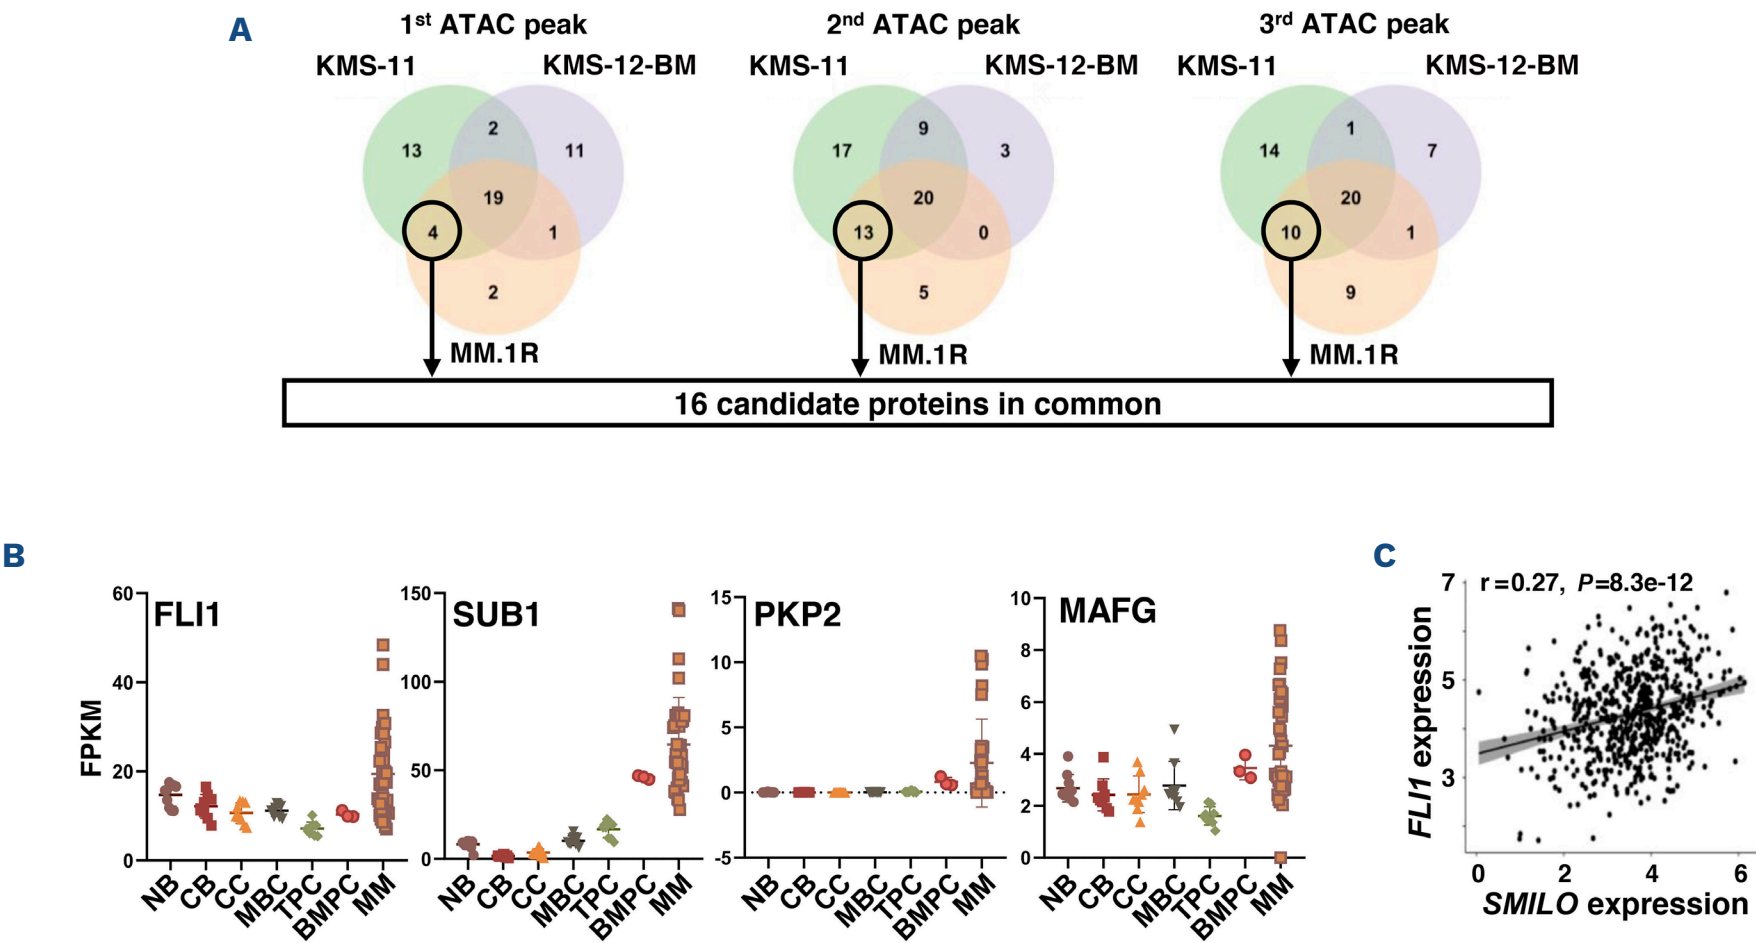 A
1st ATAC peak
2nd ATAC peak
3rd ATAC peak
KMS-11
KMS-12-BM
KMS-11
KMS-12-BM
KMS-11
KMS-12-BM
13
2
11
19
4
1
2
17
9
3
20
13
0
5
14
1
7
20
10
1
9
MM.1R
MM.1R
MM.1R
16 candidate proteins in common
B
FPKM
FLI1
60
40
20
0
NB
CB
CC
MBC
TPC
BMPC
MM
SUB1
150
100
50
0
NB
CB
CC
MBC
TPC
BMPC
MM
PKP2
15
10
5
0
-5
NB
CB
CC
MBC
TPC
BMPC
MM
MAFG
10
8
6
4
2
0
NB
CB
CC
MBC
TPC
BMPC
MM
C
r=0.27, P=8.3e-12
FLI1 expression
7
5
3
0
2
4
6
SMILO expression